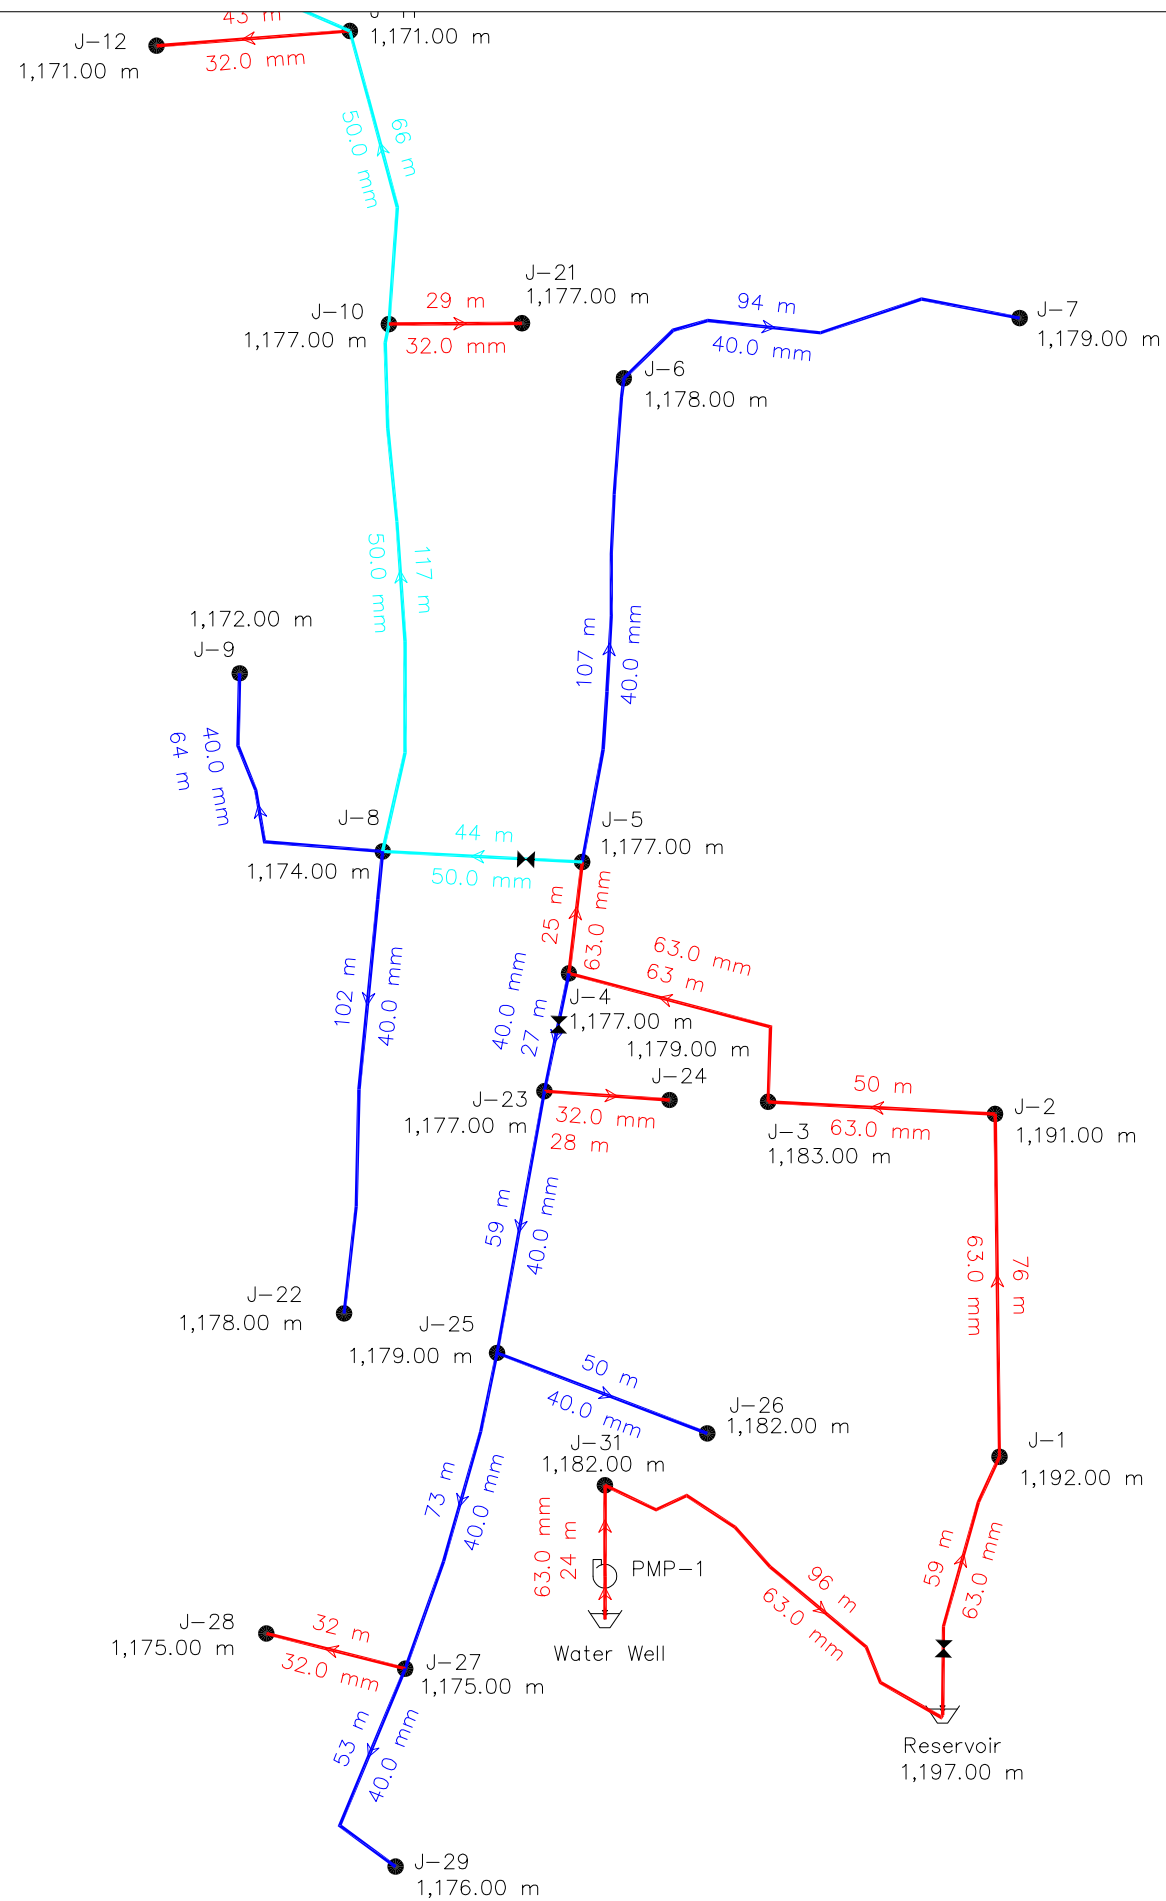 43 m
J-11
J-12
1,171.00 m
1,171.00 m
32.0 mm
66 m
50.0 mm
J-21
1,177.00 m
29 m
J-10
1,177.00 m
32.0 mm
94 m
40.0 mm
J-7
1,179.00 m
J-6
1,178.00 m
117 m
50.0 mm
1,172.00 m
J-9
107 m
40.0 mm
40.0 mm
64 m
J-8
1,174.00 m
44 m
50.0 mm
J-5
1,177.00 m
25 m
63.0 mm
63.0 mm
63 m
102 m
40.0 mm
40.0 mm
27 m
J-4
1,177.00 m
1,179.00 m
J-24
J-23
1,177.00 m
32.0 mm
28 m
50 m
63.0 mm
J-2
1,191.00 m
J-3
1,183.00 m
59 m
40.0 mm
63.0 mm
76 m
J-22
1,178.00 m
J-25
1,179.00 m
50 m
40.0 mm
J-26
1,182.00 m
J-31
1,182.00 m
J-1
1,192.00 m
73 m
40.0 mm
63.0 mm
24 m
PMP-1
Water Well
96 m
63.0 mm
59 m
63.0 mm
J-28
1,175.00 m
32 m
32.0 mm
J-27
1,175.00 m
53 m
40.0 mm
Reservoir
1,197.00 m
J-29
1,176.00 m